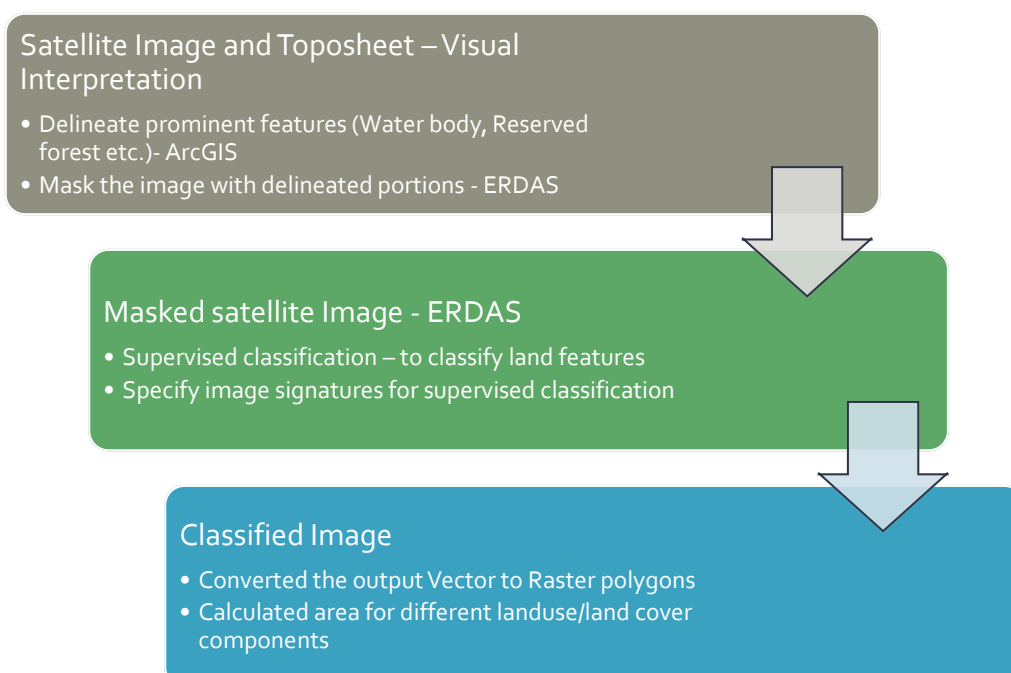 Satellite Image and Toposheet – Visual
Interpretation
• Delineate prominent features (Water body, Reserved
forest etc.)- ArcGIS
• Mask the image with delineated portions - ERDAS
Masked satellite Image - ERDAS
• Supervised classification – to classify land features
• Specify image signatures for supervised classification
Classified Image
• Converted the output Vector to Raster polygons
• Calculated area for different landuse/land cover
components